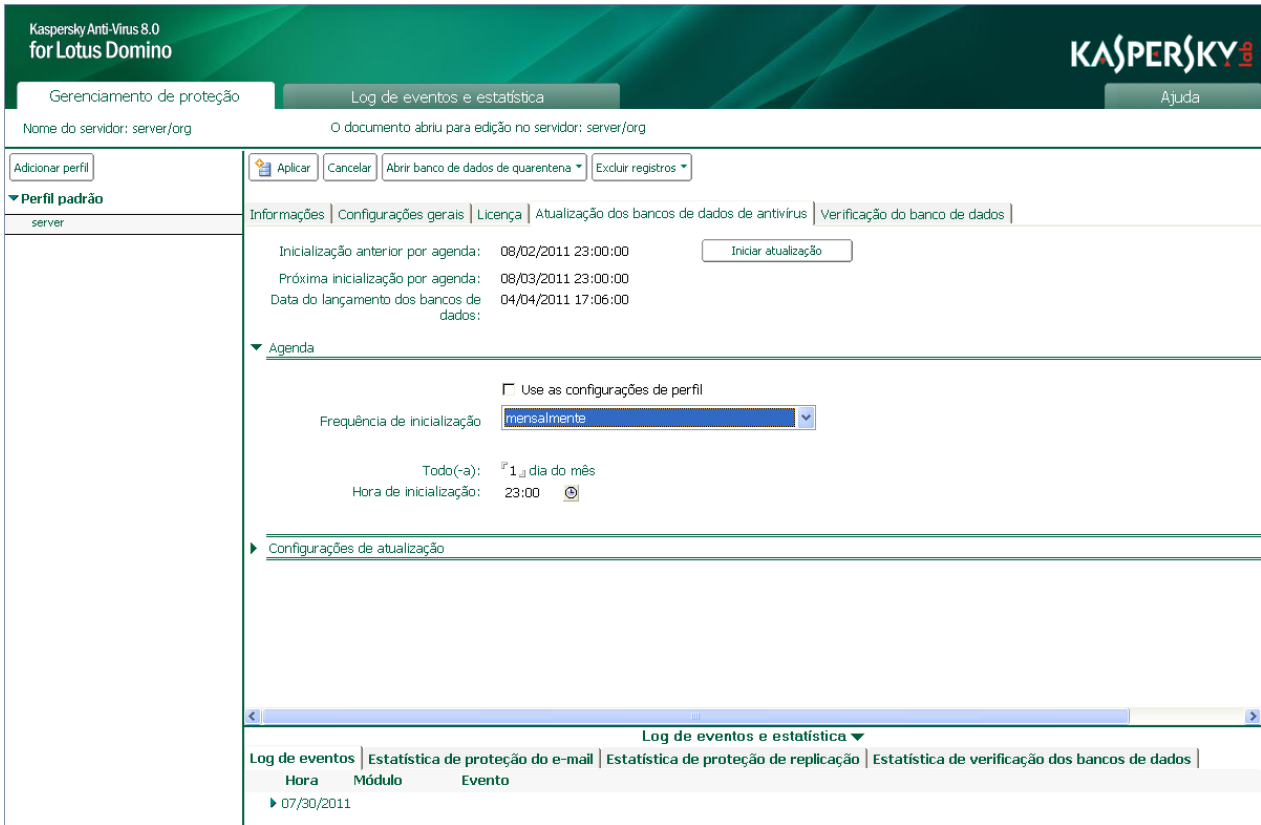 Kaspersky Anti-Virus 8.0
for Lotus Domino
KASPERSKY lab
Gerenciamento de proteção
Log de eventos e estatística
Ajuda
Nome do servidor: server/org
O documento abriu para edição no servidor: server/org
Adicionar perfil
Aplicar
Cancelar
Abrir banco de dados de quarentena
Excluir registros
Perfil padrão
server
Informações
Configurações gerais
Licença
Atualização dos bancos de dados de antivírus
Verificação do banco de dados
Inicialização anterior por agenda: 08/02/2011 23:00:00
Iniciar atualização
Próxima inicialização por agenda: 08/03/2011 23:00:00
Data do lançamento dos bancos de 04/04/2011 17:06:00
dados:
Agenda
Use as configurações de perfil
Frequência de inicialização mensalmente
Todo(-a): 1 dia do mês
Hora de inicialização: 23:00
Configurações de atualização
Log de eventos e estatística
Log de eventos
Estatística de proteção do e-mail
Estatística de proteção de replicação
Estatística de verificação dos bancos de dados
Hora Módulo Evento
07/30/2011